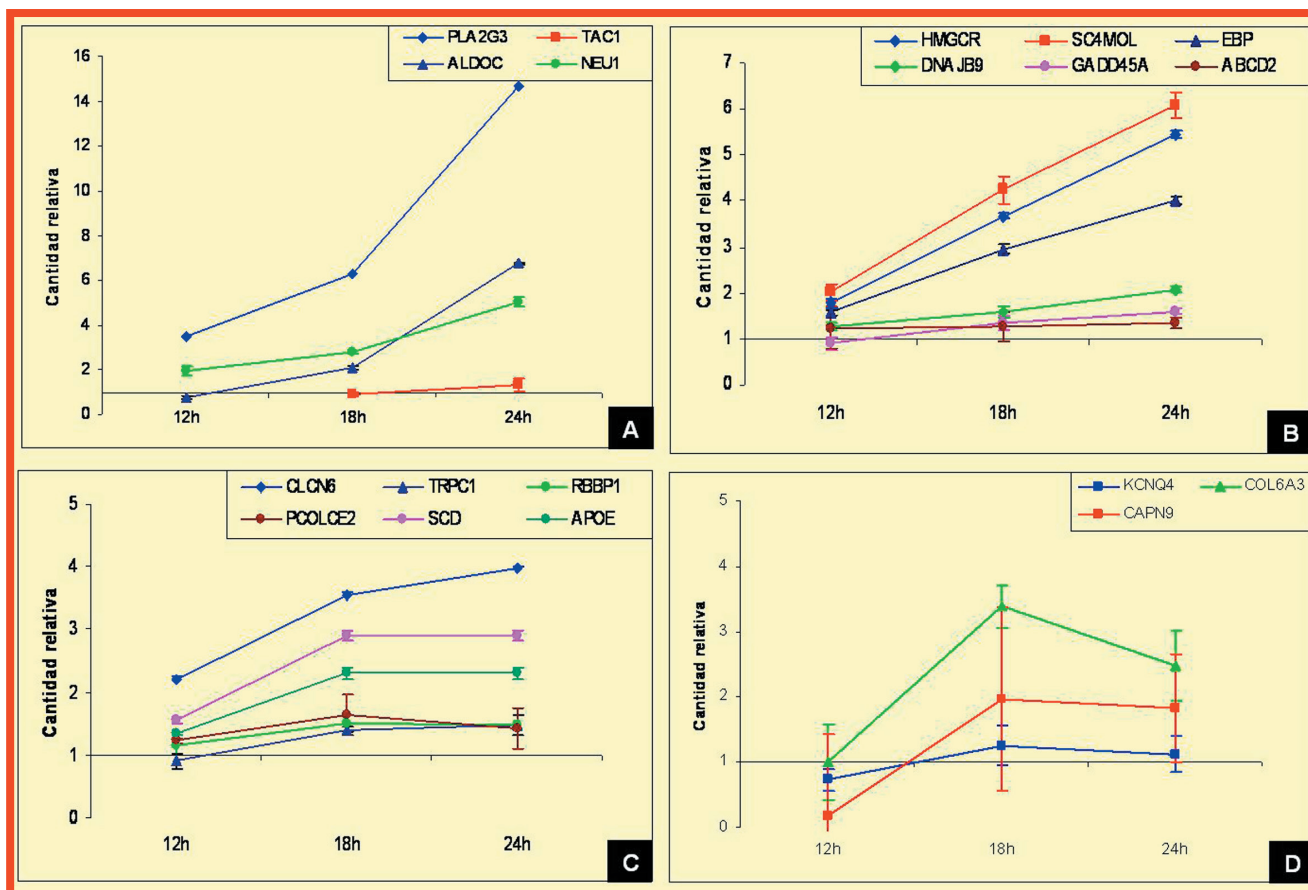 PLA2G3 TAC1
ALDOC NEU1
Cantidad relativa
16
14
12
10
8
6
4
2
0
12h 18h 24h
A
HMGCR SC4MOL EBP
DNAJB9 GADD45A ABCD2
Cantidad relativa
7
6
5
4
3
2
1
0
12h 18h 24h
B
CLCN6 TRPC1 RBBP1
PCOLCE2 SCD APOE
Cantidad relativa
5
4
3
2
1
0
12h 18h 24h
C
KCNQ4 COL6A3
CAPN9
Cantidad relativa
5
4
3
2
1
0
12h 18h 24h
D